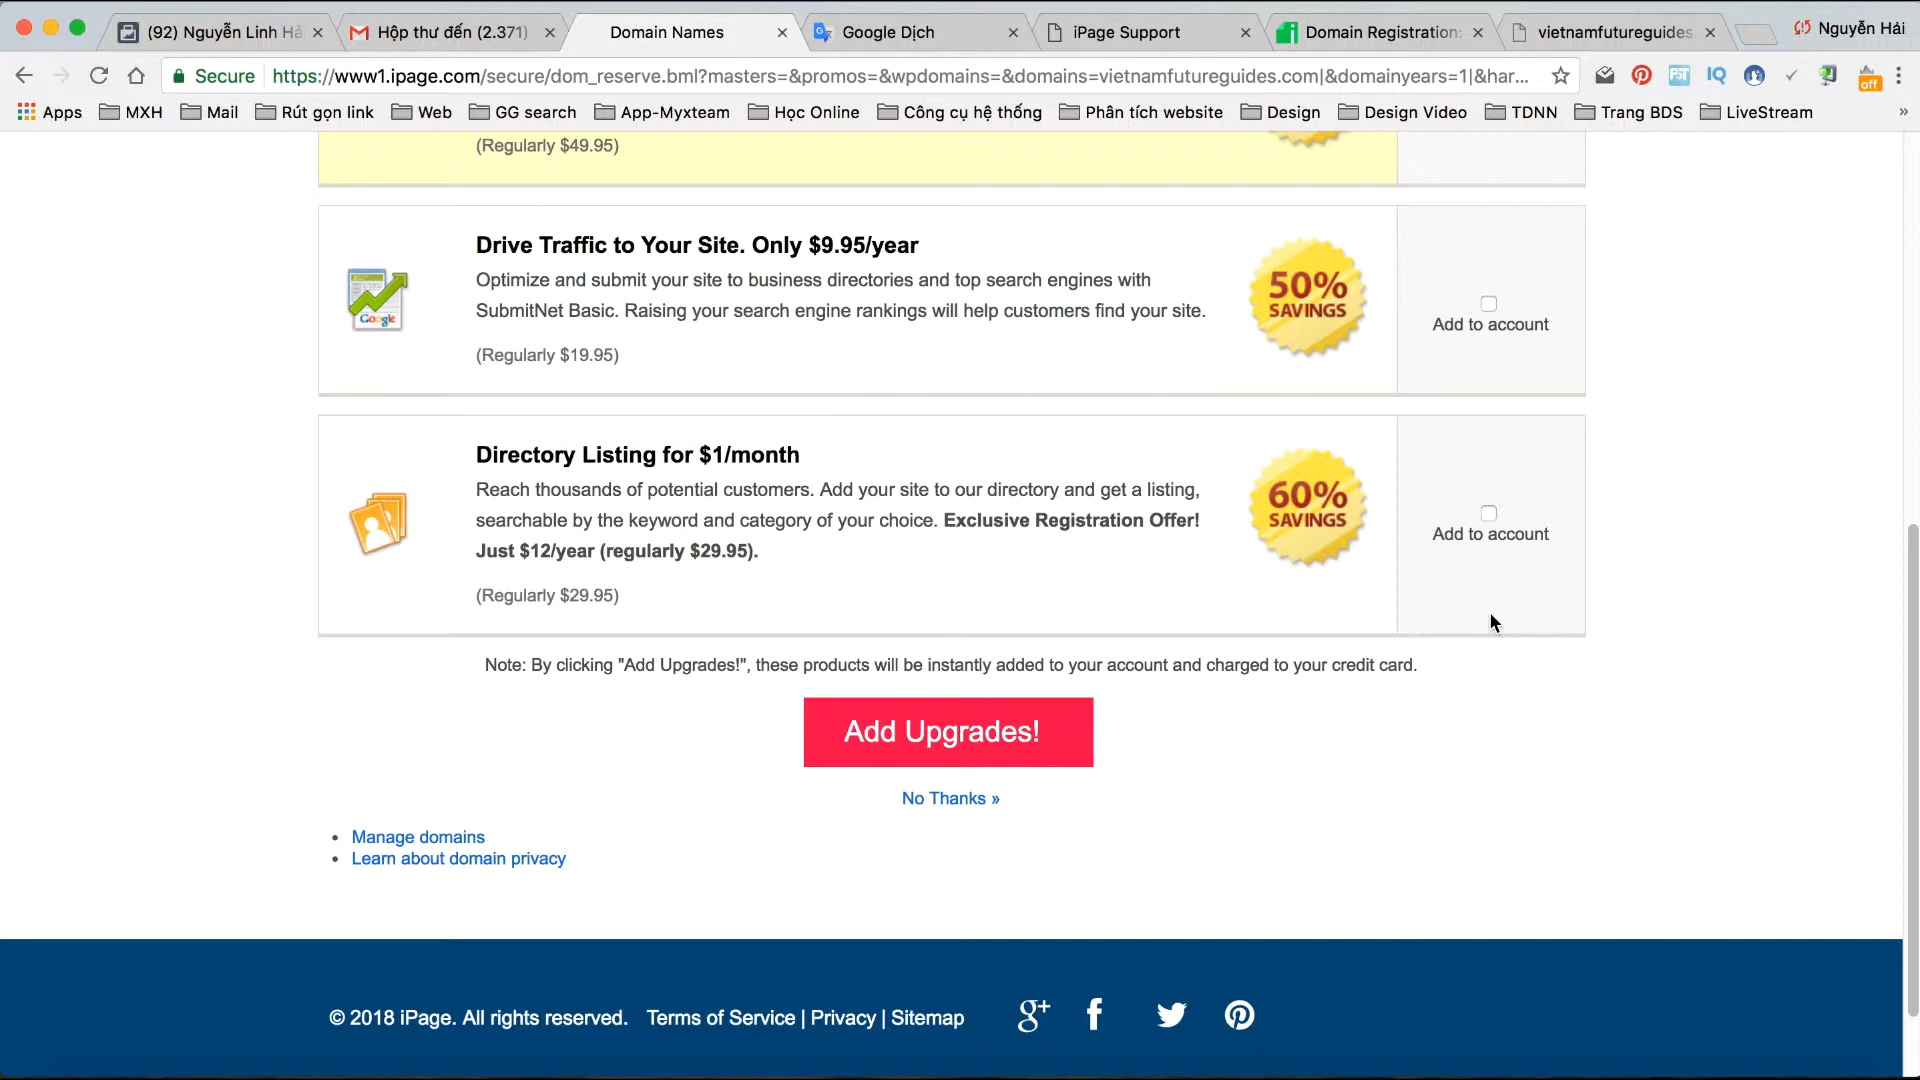 (92) Nguyễn Linh Hả
Hộp thư đến (2.371)
Domain Names
Google Dịch
iPage Support
Domain Registration:
vietnamfutureguides.
Nguyễn Hải
Secure
https://www1.ipage.com/secure/dom_reserve.bml?masters=&promos=&wpdomains=&domains=vietnamfutureguides.com|&domainyears=1|&har...
FST
IQ
off
Apps
MXH
Mail
Rút gọn link
Web
GG search
App-Myxteam
Học Online
Công cụ hệ thống
Phân tích website
Design
Design Video
TDNN
Trang BDS
LiveStream
»
(Regularly $49.95)
Drive Traffic to Your Site. Only $9.95/year
Optimize and submit your site to business directories and top search engines with
SubmitNet Basic. Raising your search engine rankings will help customers find your site.
(Regularly $19.95)
Google
50%
SAVINGS
Add to account
Directory Listing for $1/month
Reach thousands of potential customers. Add your site to our directory and get a listing,
searchable by the keyword and category of your choice. Exclusive Registration Offer!
Just $12/year (regularly $29.95).
(Regularly $29.95)
60%
SAVINGS
Add to account
Note: By clicking "Add Upgrades!", these products will be instantly added to your account and charged to your credit card.
Add Upgrades!
No Thanks »
• Manage domains
• Learn about domain privacy
© 2018 iPage. All rights reserved. Terms of Service | Privacy | Sitemap